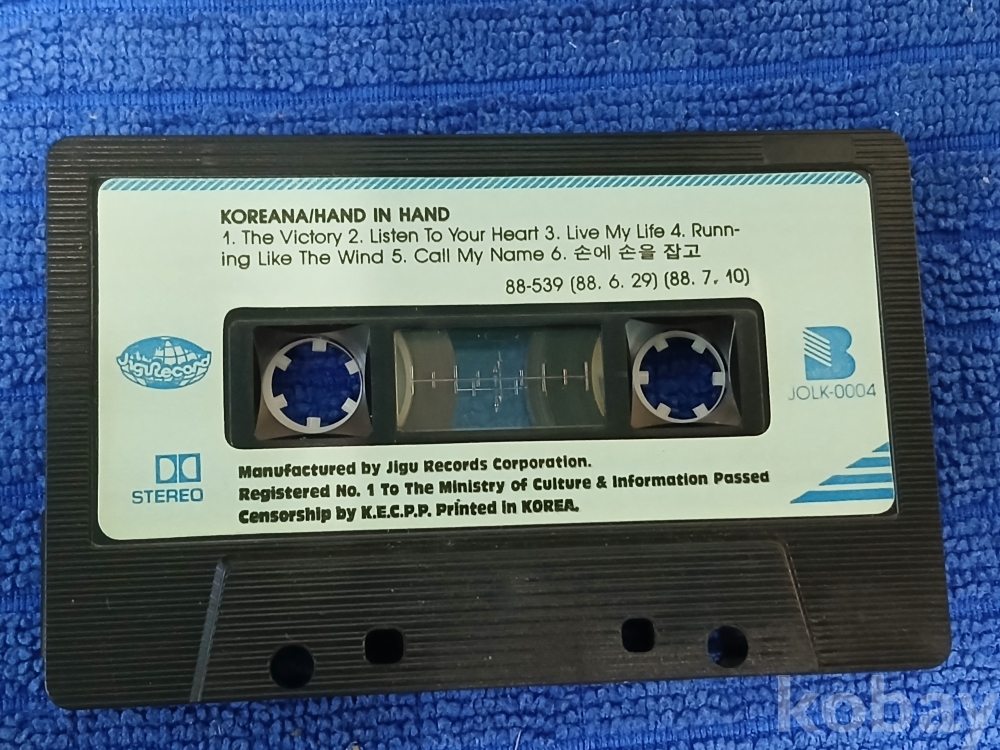 KOREANA/HAND IN HAND
1. The Victory 2. Listen To Your Heart 3. Live My Life 4. Runn-
ing Like The Wind 5. Call My Name 6. 손에 손을 잡고
88-539 (88. 6. 29) (88. 7. 10)
Jigu Record
B
JOLK-0004
STEREO
Manufactured by Jigu Records Corporation.
Registered No. 1 To The Ministry of Culture & Information Passed
Censorship by K.E.C.P.P. Printed in KOREA.
kobay